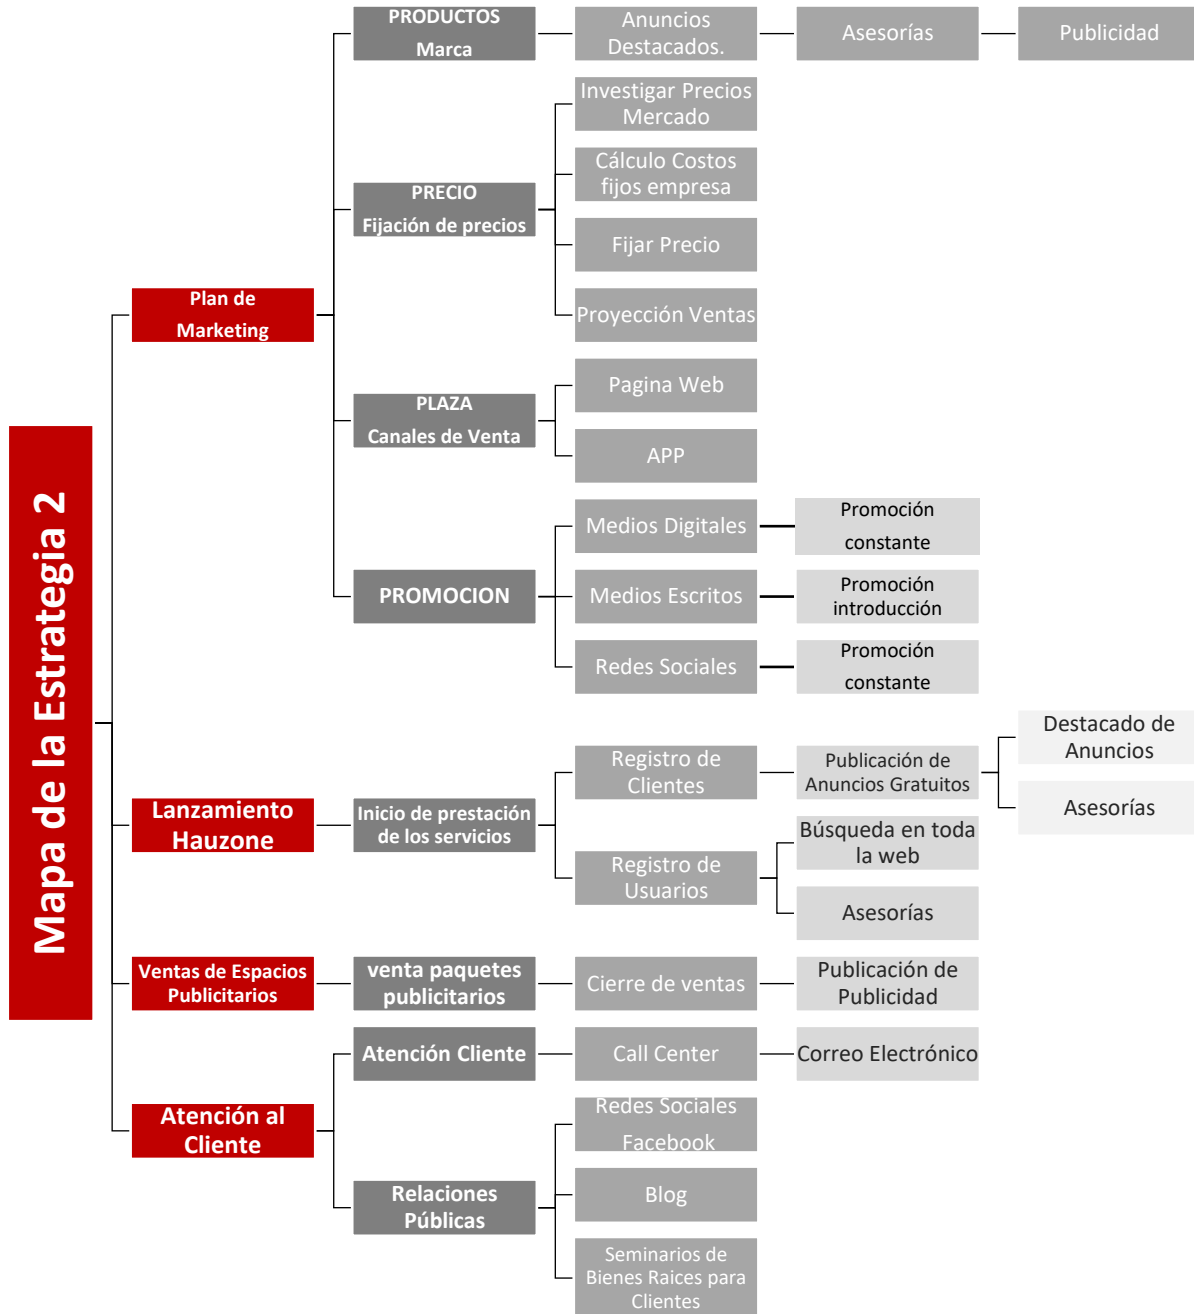 Mapa de la Estrategia 2
Plan de
Marketing
PRODUCTOS
Marca
Anuncios
Destacados.
Asesorías
Publicidad
PRECIO
Fijación de precios
Investigar Precios
Mercado
Cálculo Costos
fijos empresa
Fijar Precio
Proyección Ventas
PLAZA
Canales de Venta
Pagina Web
APP
PROMOCION
Medios Digitales
Promoción
constante
Medios Escritos
Promoción
introducción
Redes Sociales
Promoción
constante
Lanzamiento
Hauzone
Inicio de prestación
de los servicios
Registro de
Clientes
Publicación de
Anuncios Gratuitos
Destacado de
Anuncios
Asesorías
Registro de
Usuarios
Búsqueda en toda
la web
Asesorías
Ventas de Espacios
Publicitarios
venta paquetes
publicitarios
Cierre de ventas
Publicación de
Publicidad
Atención al
Cliente
Atención Cliente
Call Center
Correo Electrónico
Relaciones
Públicas
Redes Sociales
Facebook
Blog
Seminarios de
Bienes Raices para
Clientes